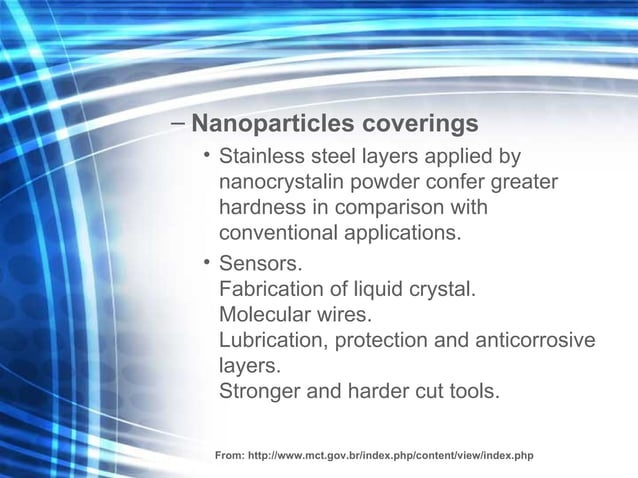 – Nanoparticles coverings
• Stainless steel layers applied by
nanocrystalin powder confer greater
hardness in comparison with
conventional applications.
• Sensors.
Fabrication of liquid crystal.
Molecular wires.
Lubrication, protection and anticorrosive
layers.
Stronger and harder cut tools.
From: http://www.mct.gov.br/index.php/content/view/index.php